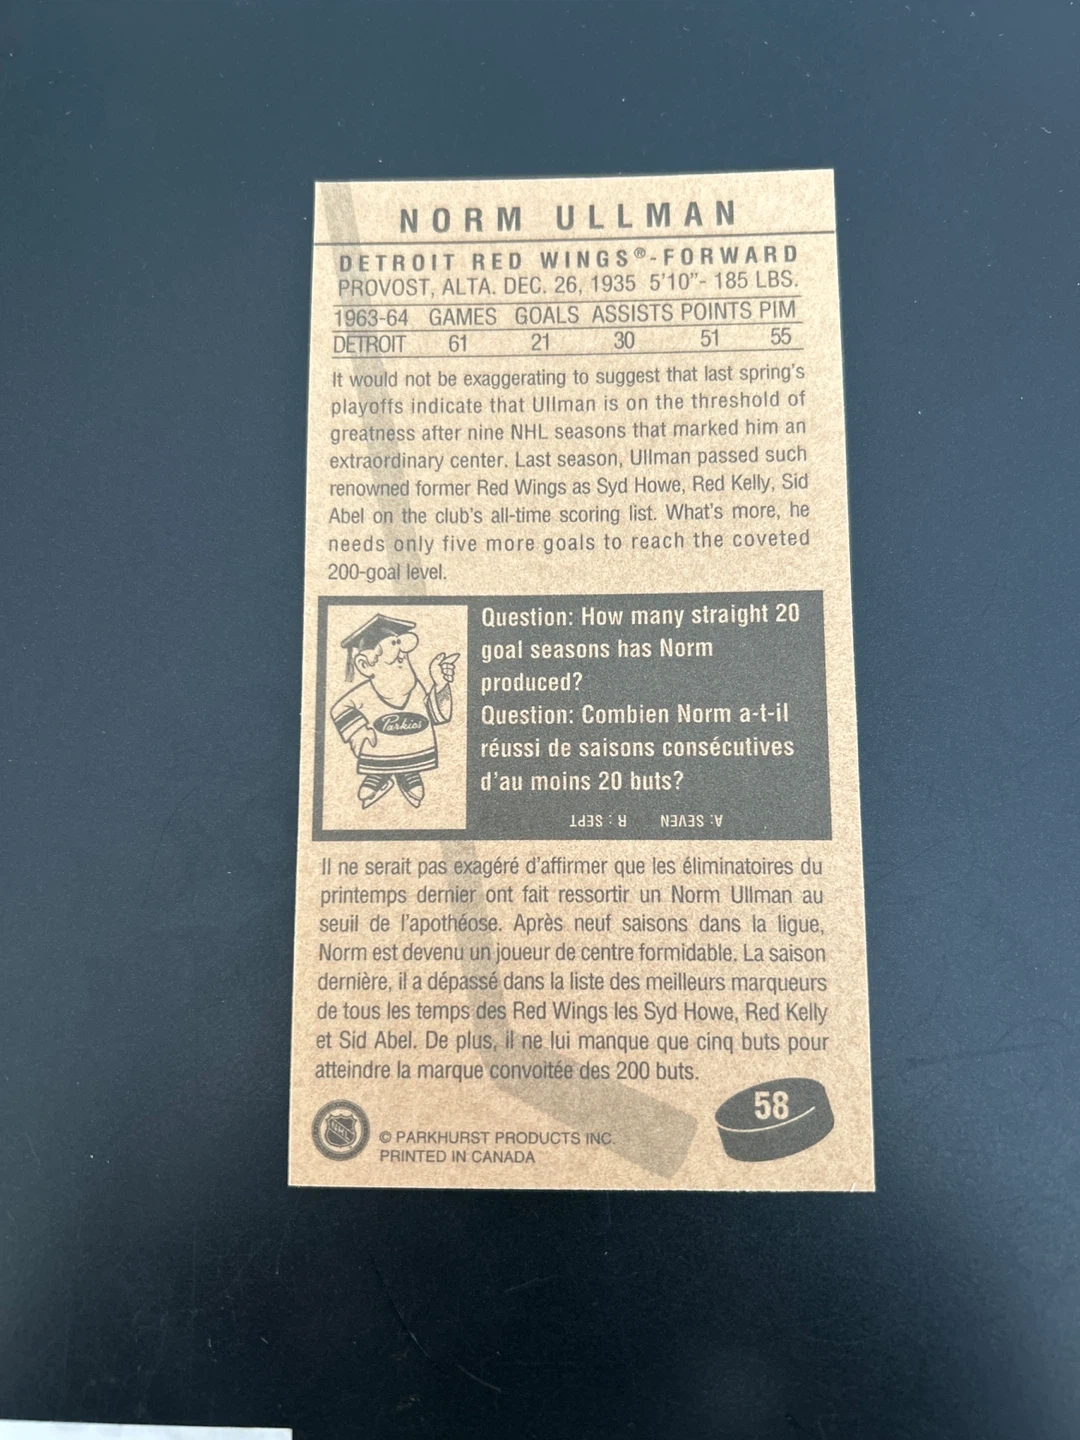 NORM ULLMAN
DETROIT RED WINGS®-FORWARD
PROVOST, ALTA. DEC. 26, 1935 5'10"- 185 LBS.
1963-64 GAMES GOALS ASSISTS POINTS PIM
DETROIT 61 21 30 51 55
It would not be exaggerating to suggest that last spring's
playoffs indicate that Ullman is on the threshold of
greatness after nine NHL seasons that marked him an
extraordinary center. Last season, Ullman passed such
renowned former Red Wings as Syd Howe, Red Kelly, Sid
Abel on the club's all-time scoring list. What's more, he
needs only five more goals to reach the coveted
200-goal level.
Parkies
Question: How many straight 20
goal seasons has Norm
produced?
Question: Combien Norm a-t-il
réussi de saisons consécutives
d'au moins 20 buts?
A: SEVEN R : SEPT
Il ne serait pas exagéré d'affirmer que les éliminatoires du
printemps dernier ont fait ressortir un Norm Ullman au
seuil de l'apothéose. Après neuf saisons dans la ligue,
Norm est devenu un joueur de centre formidable. La saison
dernière, il a dépassé dans la liste des meilleurs marqueurs
de tous les temps des Red Wings les Syd Howe, Red Kelly
et Sid Abel. De plus, il ne lui manque que cinq buts pour
atteindre la marque convoitée des 200 buts.
58
NHL
© PARKHURST PRODUCTS INC.
PRINTED IN CANADA